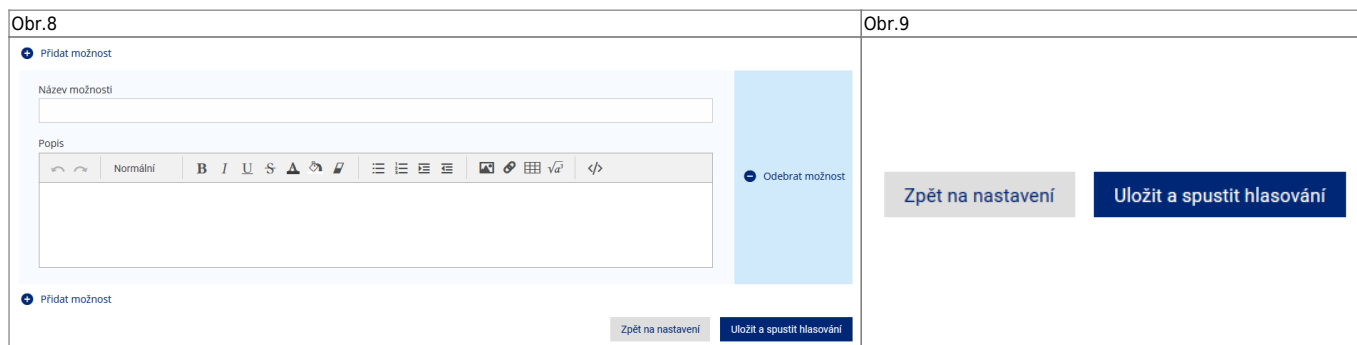 Obr.8
Obr.9
Přidat možnost
Název možnosti
Popis
Normální
B I U S A
√a³
</>
Odebrat možnost
Přidat možnost
Zpět na nastavení Uložit a spustit hlasování
Zpět na nastavení Uložit a spustit hlasování